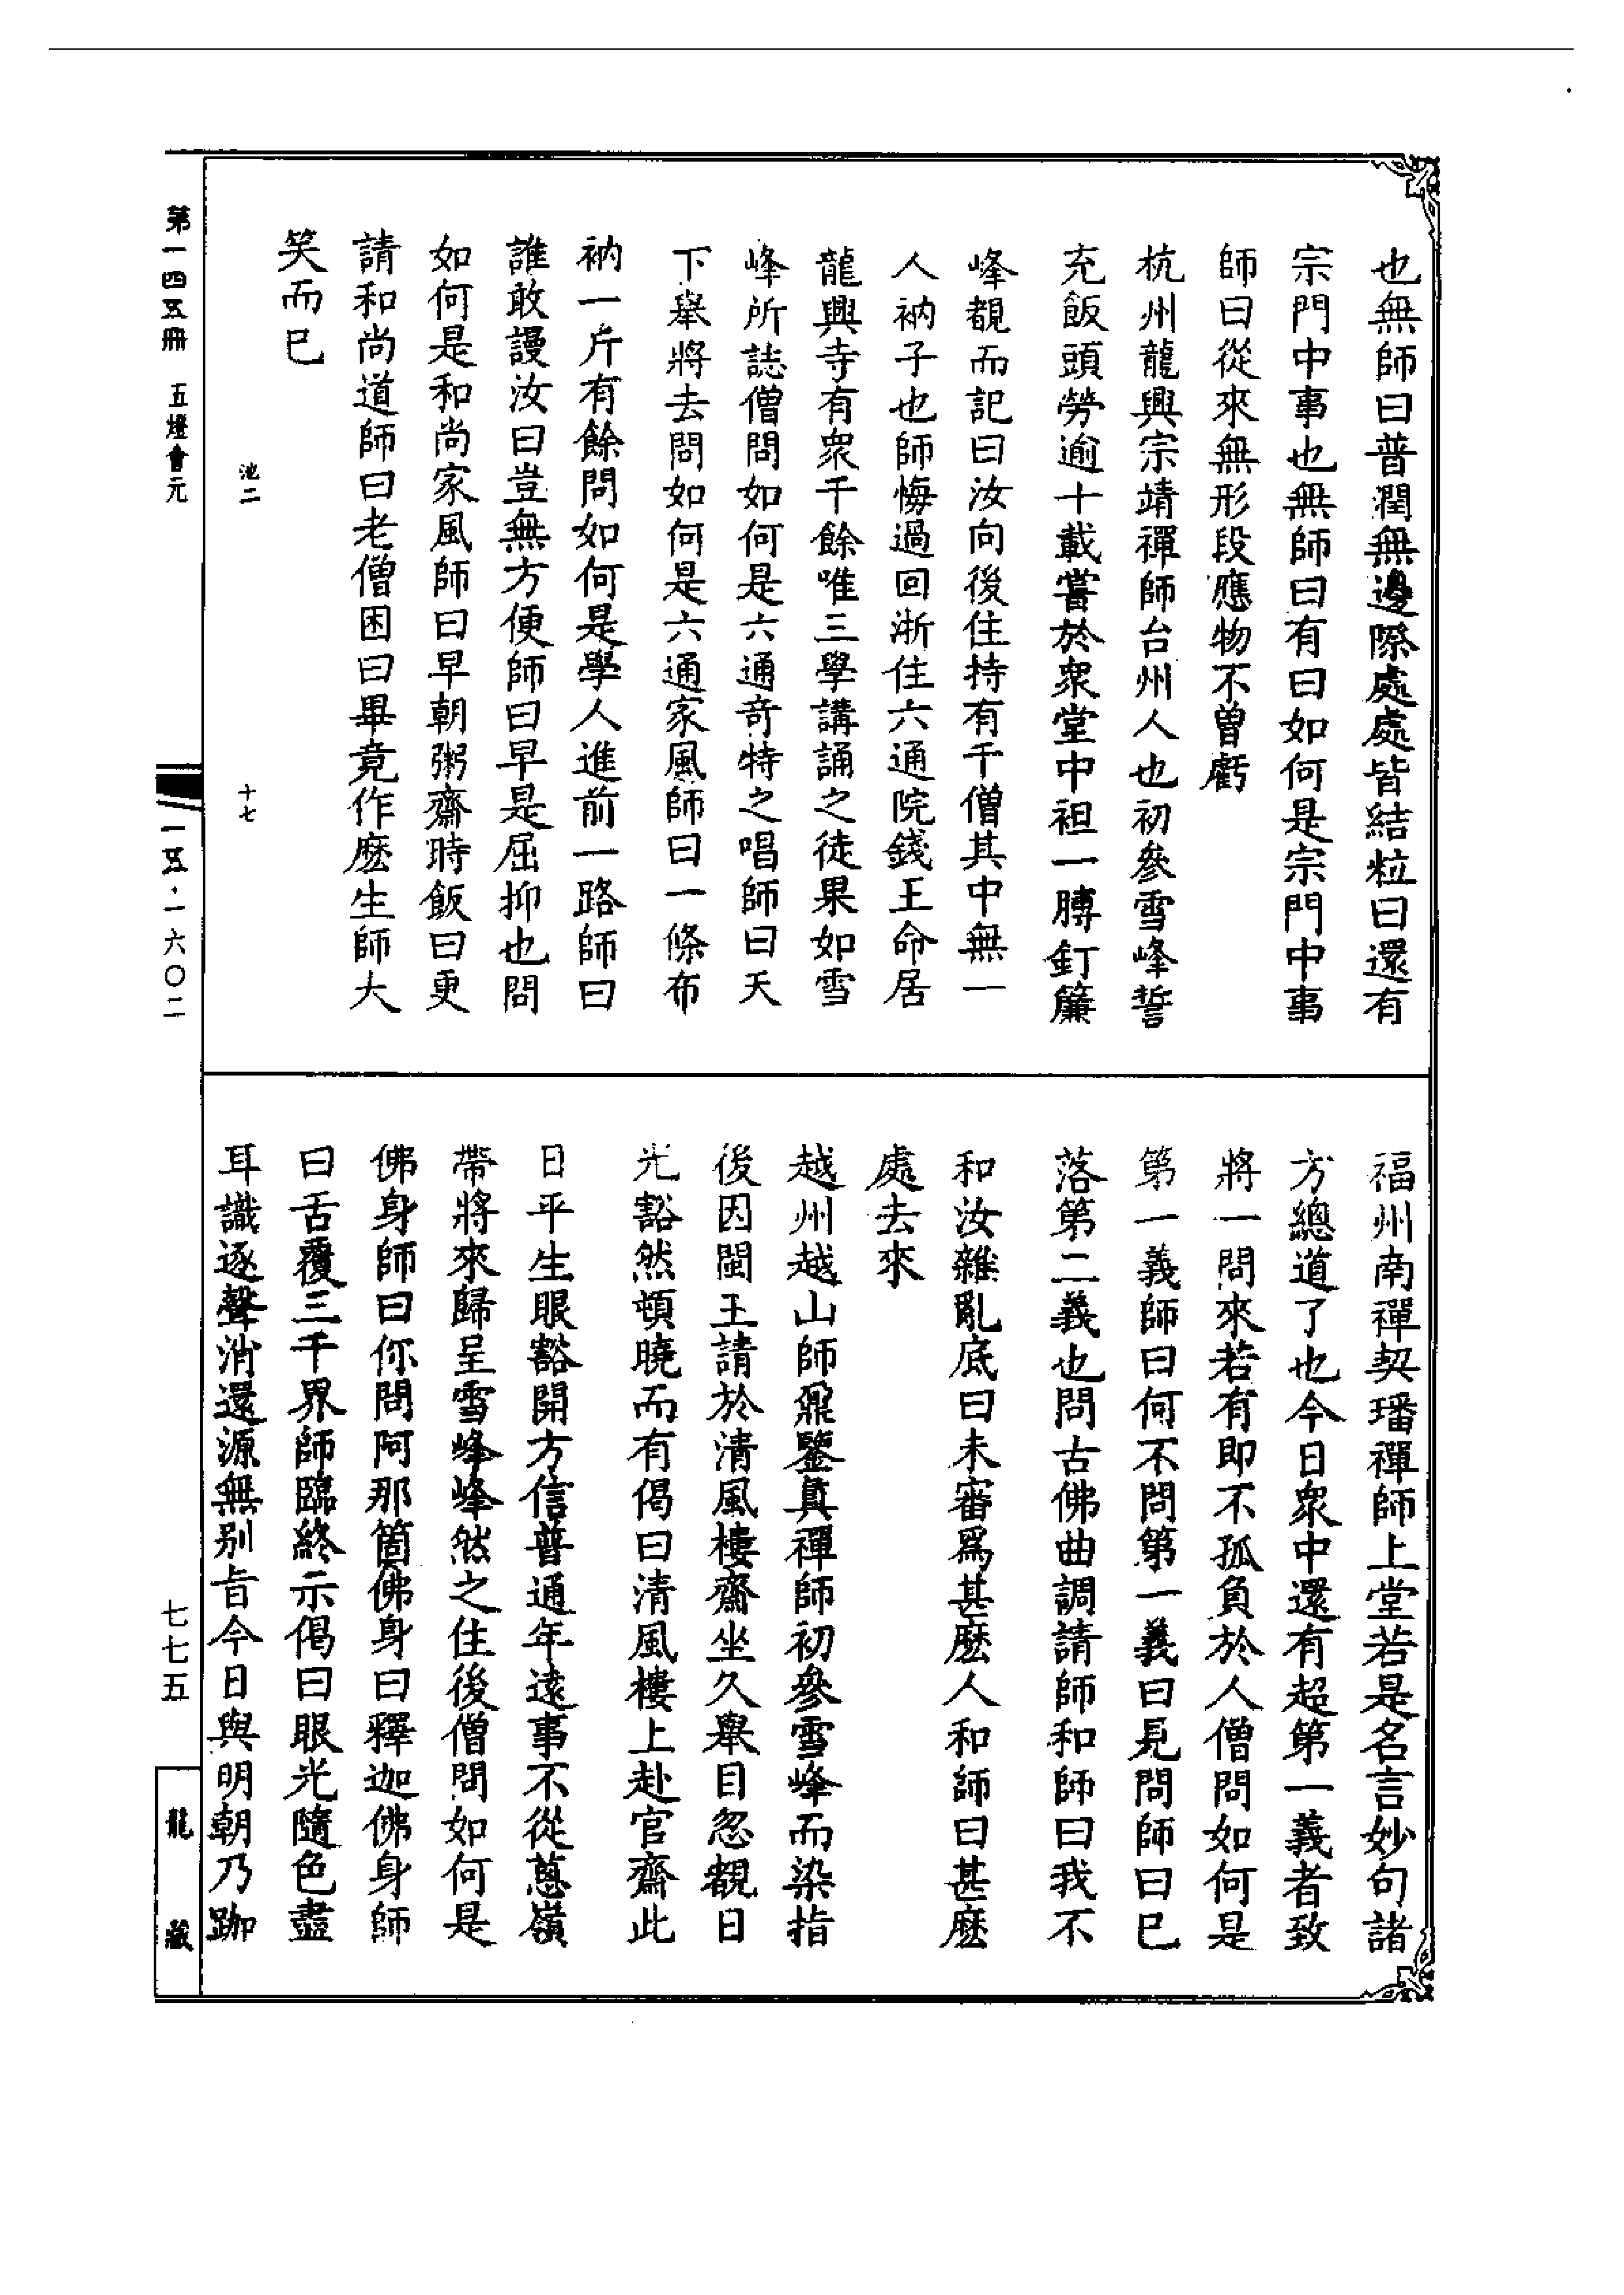 也無師曰普潤無邊際處處皆結粒曰還有
宗門中事也無師曰有曰如何是宗門中事
師曰從來無形段應物不曾虧
杭州龍興宗靖禪師台州人也初參雪峰誓
充飯頭勞逾十載嘗於衆堂中袒一膊釘簾
峰覩而記曰汝向後住持有千僧其中無一
人衲子也師悔過回浙住六通院錢王命居
龍興寺有衆千餘唯三學講誦之徒果如雪
峰所誌僧問如何是六通奇特之唱師曰天
下舉將去問如何是六通家風師曰一條布
衲一斤有餘問如何是學人進前一路師曰
誰敢謾汝曰豈無方便師曰早是屈抑也問
如何是和尚家風師曰早朝粥齋時飯曰更
請和尚道師曰老僧困曰畢竟作麽生師大
笑而巳
池二
十七
福州南禪契璠禪師上堂若是名言妙句諸
方總道了也今日衆中還有超第一義者致
將一問來若有即不孤負於人僧問如何是
第一義師曰何不問第一義曰見問師曰巳
落第二義也問古佛曲調請師和師曰我不
和汝雜亂底曰未審爲甚麽人和師曰甚麽
處去來
越州越山師鼐鑒真禪師初參雪峰而染指
後因閩王請於清風樓齋坐久舉目忽覩日
光豁然頓曉而有偈曰清風樓上赴官齋此
日平生眼豁開方信普通年遠事不從蔥嶺
帶將來歸呈雪峰峰然之住後僧問如何是
佛身師曰你問阿那箇佛身曰釋迦佛身師
曰舌覆三千界師臨終示偈曰眼光隨色盡
耳識逐聲消還源無別旨今日與明朝乃跏
第一四五冊 五燈會元
一五·一六〇二
七七五
龍藏